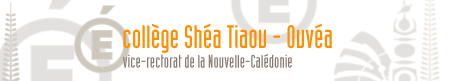 collège Shéa Tiaou - Ouvéa
vice-rectorat de la Nouvelle-Calédonie